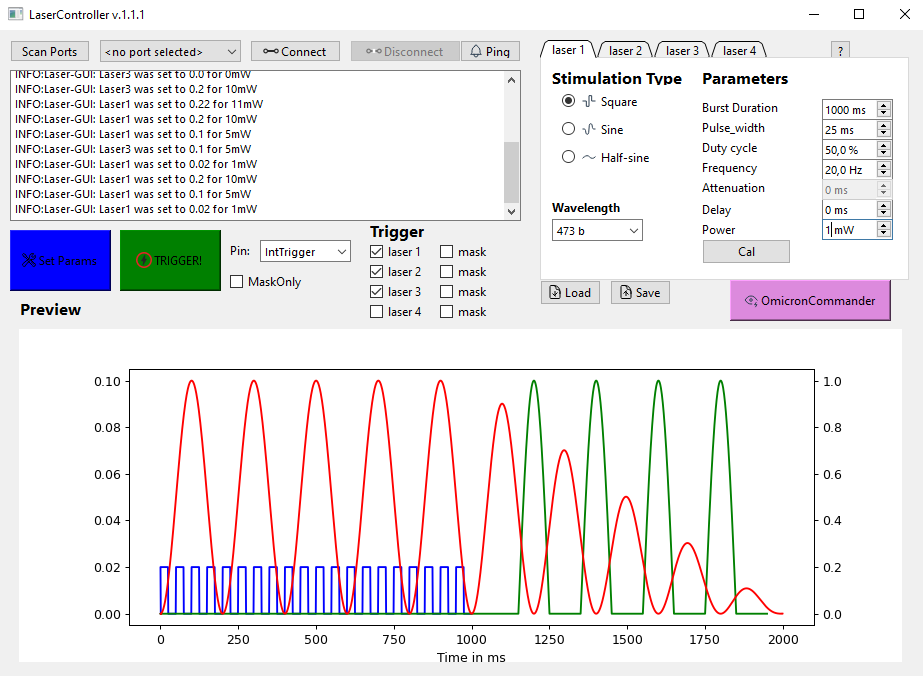 LaserController v.1.1.1
Scan Ports <no port selected> Connect Disconnect Ping
INFO:Laser-GUI: Laser3 was set to 0.0 for 0mW
INFO:Laser-GUI: Laser3 was set to 0.2 for 10mW
INFO:Laser-GUI: Laser1 was set to 0.22 for 11mW
INFO:Laser-GUI: Laser1 was set to 0.2 for 10mW
INFO:Laser-GUI: Laser1 was set to 0.1 for 5mW
INFO:Laser-GUI: Laser3 was set to 0.1 for 5mW
INFO:Laser-GUI: Laser1 was set to 0.02 for 1mW
INFO:Laser-GUI: Laser1 was set to 0.2 for 10mW
INFO:Laser-GUI: Laser1 was set to 0.1 for 5mW
INFO:Laser-GUI: Laser1 was set to 0.02 for 1mW
Set Params
TRIGGER!
Pin: IntTrigger
MaskOnly
Trigger
laser 1 mask
laser 2 mask
laser 3 mask
laser 4 mask
laser 1 laser 2 laser 3 laser 4 ?
Stimulation Type
Square
Sine
Half-sine
Wavelength
473 b
Parameters
Burst Duration 1000 ms
Pulse_width 25 ms
Duty cycle 50,0 %
Frequency 20,0 Hz
Attenuation 0 ms
Delay 0 ms
Power 1 mW
Cal
Load Save
OmicronCommander
Preview
0.10 1.0
0.08 0.8
0.06 0.6
0.04 0.4
0.02 0.2
0.00 0.0
0 250 500 750 1000 1250 1500 1750 2000
Time in ms